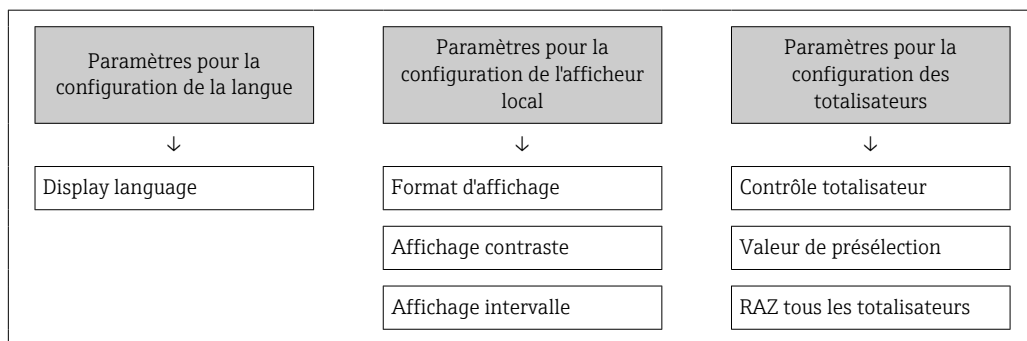 Paramètres pour la
configuration de la langue
↓
Display language
Paramètres pour la
configuration de l'afficheur
local
↓
Format d'affichage
Affichage contraste
Affichage intervalle
Paramètres pour la
configuration des
totalisateurs
↓
Contrôle totalisateur
Valeur de présélection
RAZ tous les totalisateurs